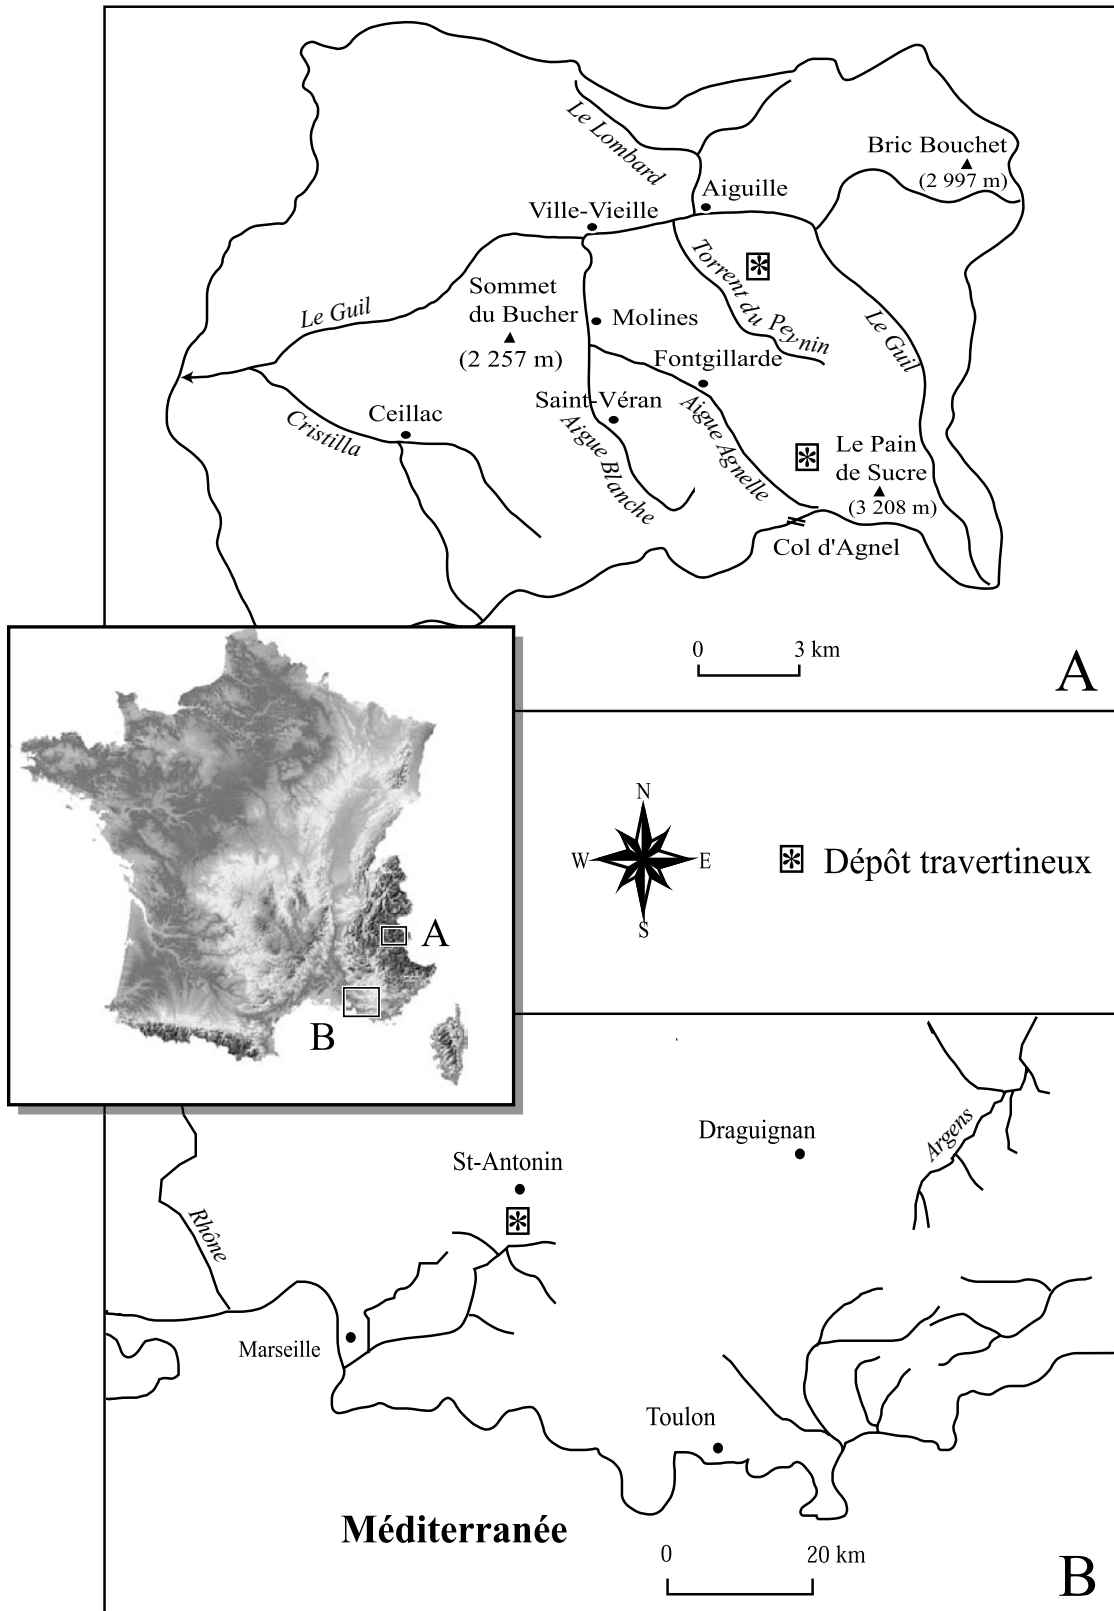 Le Lombard
Bric Bouchet
(2 997 m)
Aiguille
Ville-Vieille
Torrent du Peynin
Sommet
du Bucher
(2 257 m)
Le Guil
Molines
Le Guil
Fontgillarde
Saint-Véran
Ceillac
Cristilla
Aigue Blanche
Aigue Agnelle
Le Pain
de Sucre
(3 208 m)
Col d'Agnel
0 3 km
A
A
B
N
W E
S
Dépôt travertineux
Draguignan
Argens
St-Antonin
Rhône
Marseille
Toulon
Méditerranée
0 20 km
B